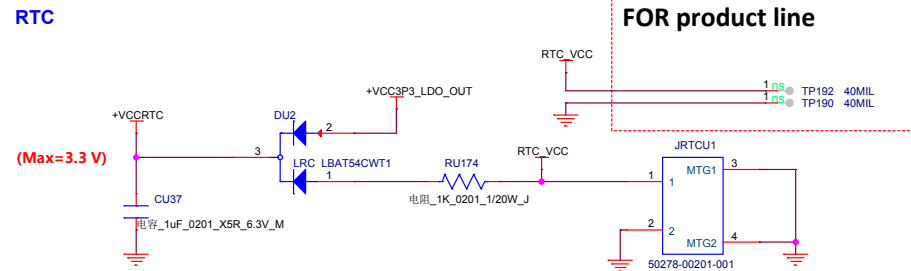 RTC
FOR product line
RTC_VCC
1 ns TP192 40MIL
1 ns TP190 40MIL
+VCC3P3_LDO_OUT
+VCCRTC
DU2
2
3
(Max=3.3 V)
LRC LBAT54CWT1
1
RU174
RTC_VCC
JRTCU1
电阻_1K_0201_1/20W_J
1
1
MTG1
3
CU37
电容_1uF_0201_X5R_6.3V_M
2
2
MTG2
4
50278-00201-001